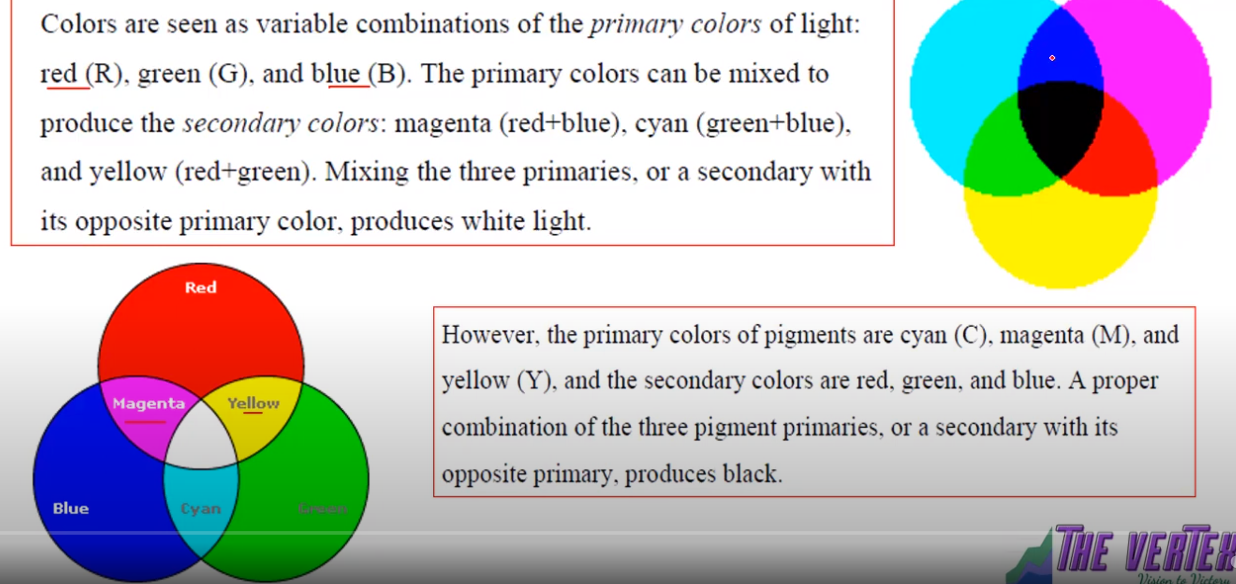 Colors are seen as variable combinations of the primary colors of light:
red (R), green (G), and blue (B). The primary colors can be mixed to
produce the secondary colors: magenta (red+blue), cyan (green+blue),
and yellow (red+green). Mixing the three primaries, or a secondary with
its opposite primary color, produces white light.
Red
Magenta
Yellow
Blue
Cyan
Green
However, the primary colors of pigments are cyan (C), magenta (M), and
yellow (Y), and the secondary colors are red, green, and blue. A proper
combination of the three pigment primaries, or a secondary with its
opposite primary, produces black.
THE VERTEX
Vision to Victory